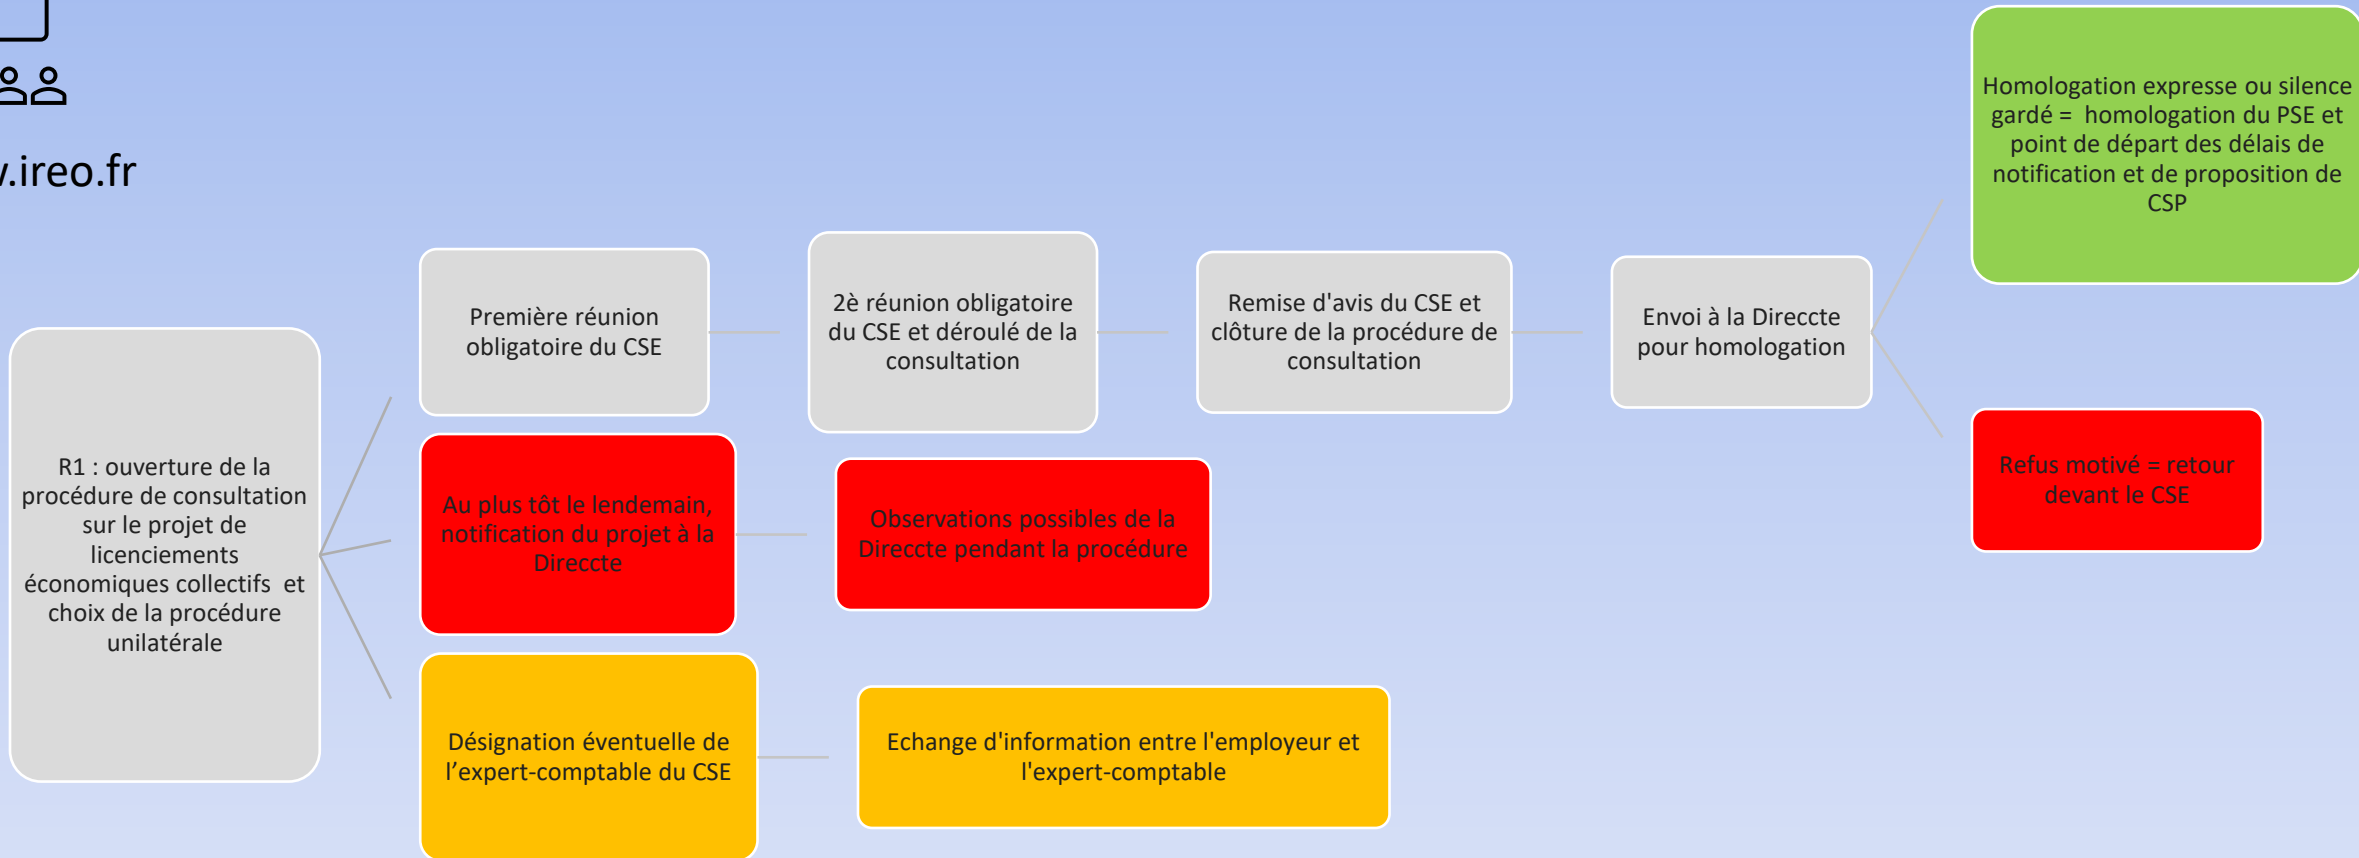 w.ireo.fr
R1 : ouverture de la
procédure de consultation
sur le projet de
licenciements
économiques collectifs  et
choix de la procédure
unilatérale
Première réunion
obligatoire du CSE
2è réunion obligatoire
du CSE et déroulé de la
consultation
Remise d'avis du CSE et
clôture de la procédure de
consultation
Envoi à la Direccte
pour homologation
Homologation expresse ou silence
gardé =  homologation du PSE et
point de départ des délais de
notification et de proposition de
CSP
Refus motivé = retour
devant le CSE
Au plus tôt le lendemain,
notification du projet à la
Direccte
Observations possibles de la
Direccte pendant la procédure
Désignation éventuelle de
l’expert-comptable du CSE
Echange d'information entre l'employeur et
l'expert-comptable